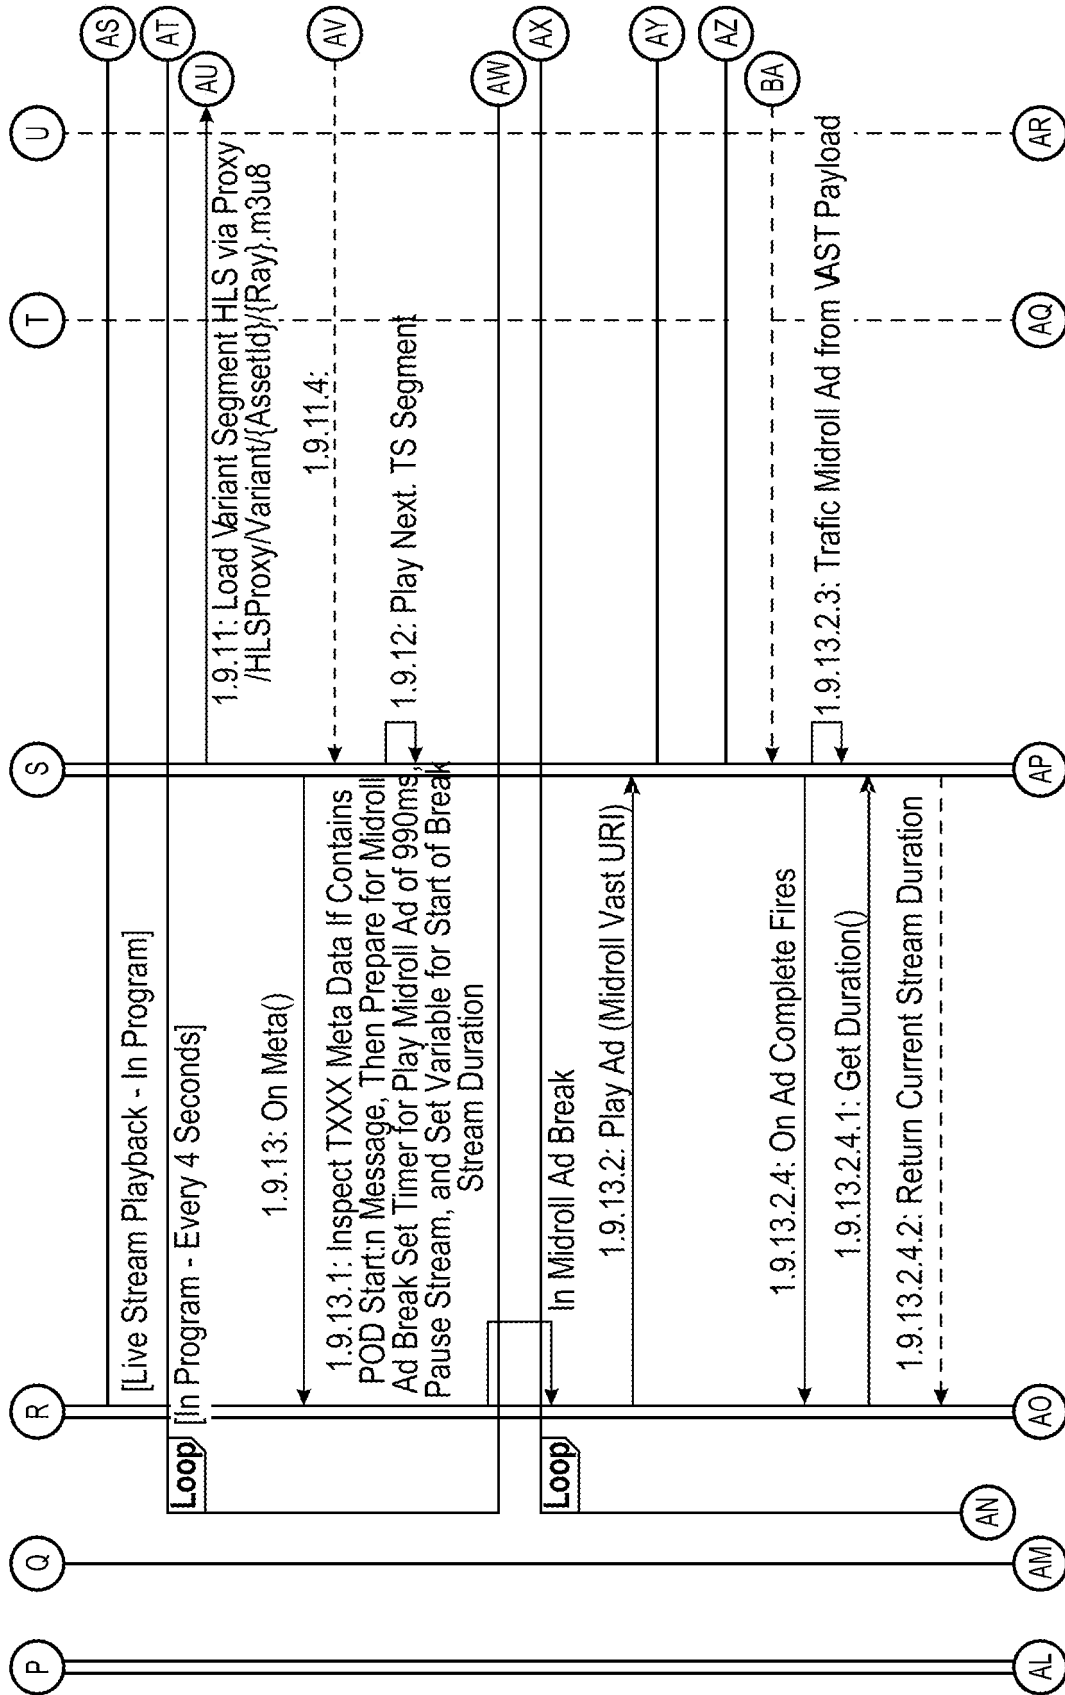 P
Q
R
S
T
U
AS
[Live Stream Playback - In Program]
AT
Loop
[In Program - Every 4 Seconds]
AU
1.9.11: Load Variant Segment HLS via Proxy
/HLSProxy/Variant/{AssetId}/{Ray}.m3u8
1.9.13: On Meta()
AV
1.9.11.4:
1.9.13.1: Inspect TXXX Meta Data If Contains
POD Start:n Message, Then Prepare for Midroll
Ad Break Set Timer for Play Midroll Ad of 990ms,
Pause Stream, and Set Variable for Start of Break
Stream Duration
1.9.12: Play Next. TS Segment
AW
AX
Loop
In Midroll Ad Break
1.9.13.2: Play Ad (Midroll Vast URI)
AY
AZ
BA
1.9.13.2.4: On Ad Complete Fires
1.9.13.2.3: Trafic Midroll Ad from VAST Payload
1.9.13.2.4.1: Get Duration()
1.9.13.2.4.2: Return Current Stream Duration
AN
AL
AM
AO
AP
AQ
AR